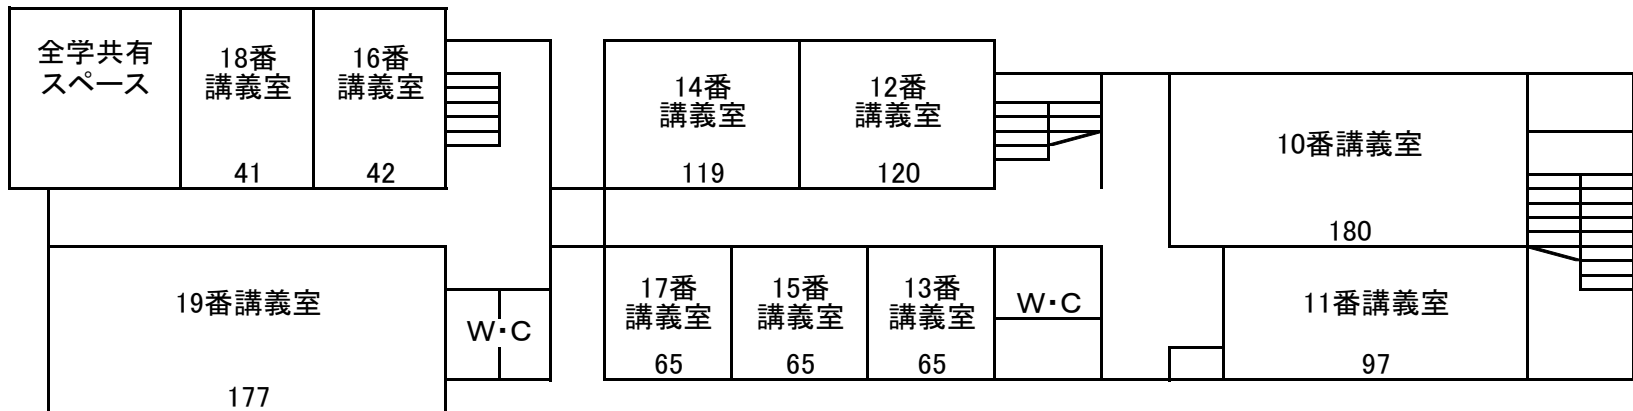 全学共有
スペース
18番
講義室
41
16番
講義室
42
14番
講義室
119
12番
講義室
120
10番講義室
180
19番講義室
177
W・C
17番
講義室
65
15番
講義室
65
13番
講義室
65
W・C
11番講義室
97